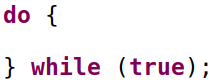 do {
} while (true);